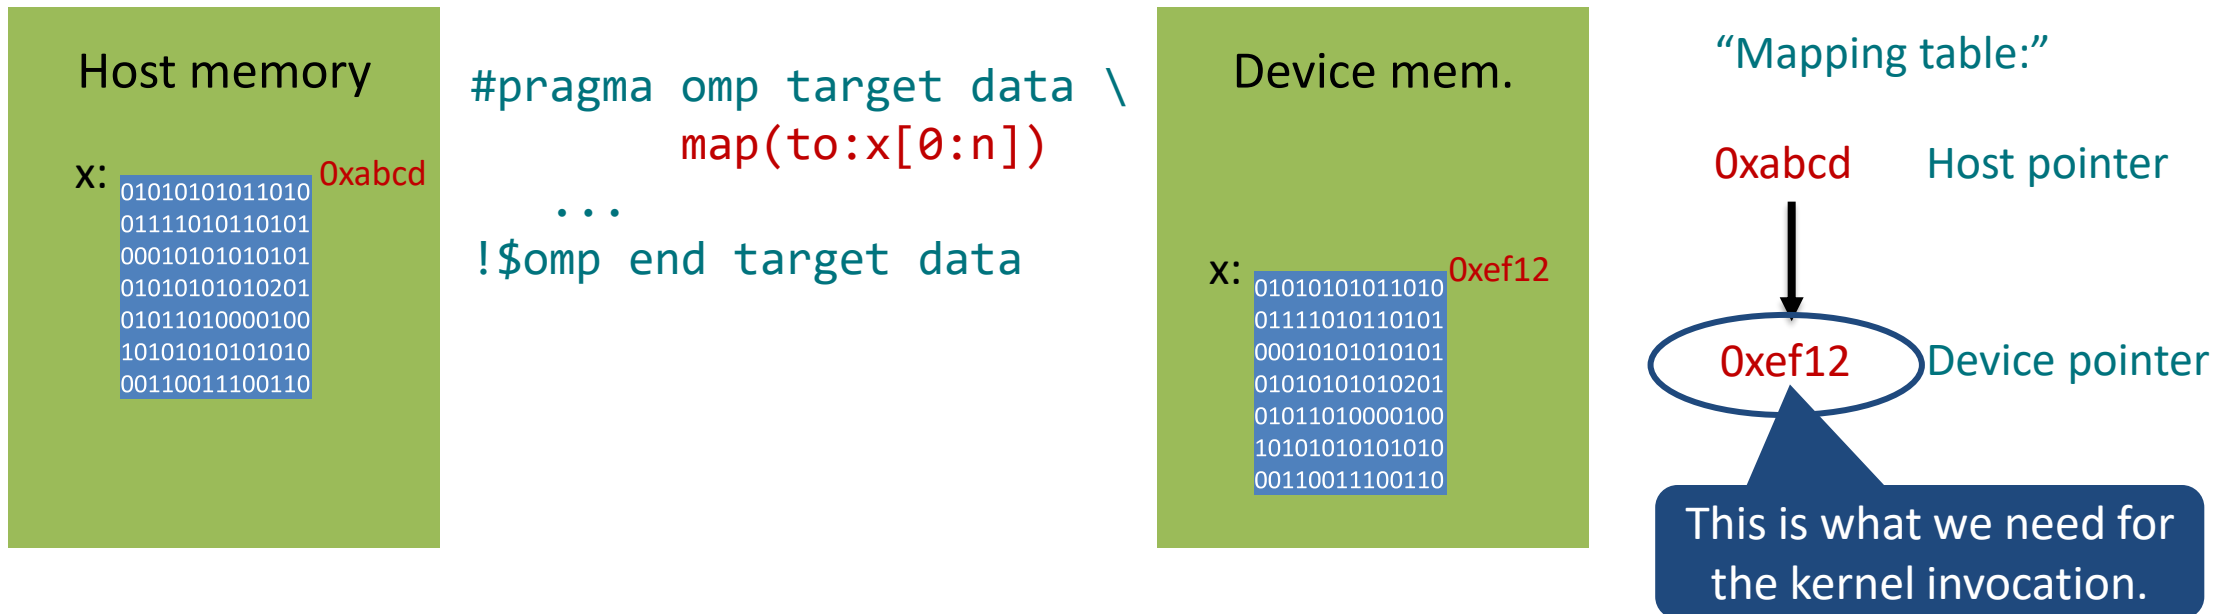 Host memory
x:
0xabcd
01010101011010
01111010110101
00010101010101
01010101010201
01011010000100
10101010101010
00110011100110
#pragma omp target data \
map(to:x[0:n])
...
!$omp end target data
Device mem.
x:
0xef12
01010101011010
01111010110101
00010101010101
01010101010201
01011010000100
10101010101010
00110011100110
“Mapping table:”
0xabcd Host pointer
0xef12 Device pointer
This is what we need for
the kernel invocation.